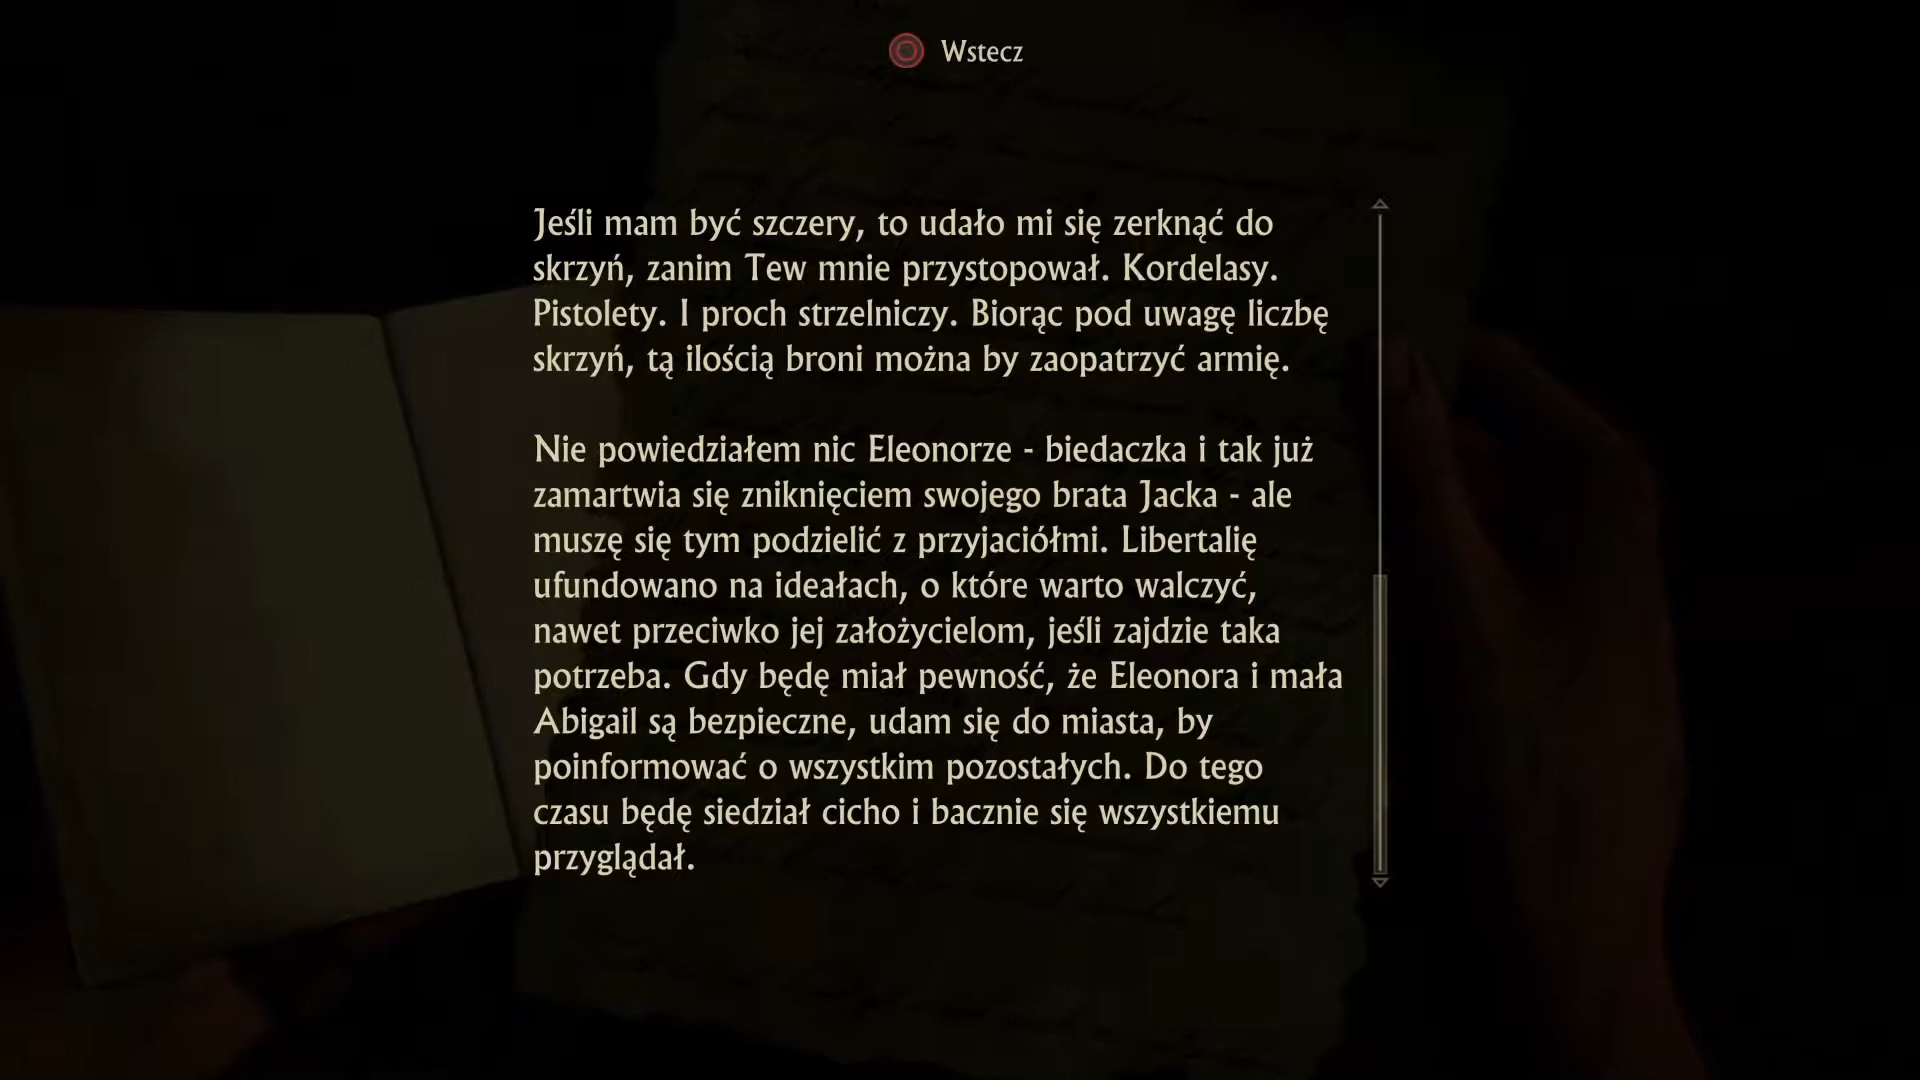 Wstecz
Jeśli mam być szczery, to udało mi się zerknąć do
skrzyń, zanim Tew mnie przystopował. Kordelasy.
Pistolety. I proch strzelniczy. Biorąc pod uwagę liczbę
skrzyń, tą ilością broni można by zaopatrzyć armię.
Nie powiedziałem nic Eleonorze - biedaczka i tak już
zamartwia się zniknięciem swojego brata Jacka - ale
muszę się tym podzielić z przyjaciółmi. Libertalię
ufundowano na ideałach, o które warto walczyć,
nawet przeciwko jej założycielom, jeśli zajdzie taka
potrzeba. Gdy będę miał pewność, że Eleonora i mała
Abigail są bezpieczne, udam się do miasta, by
poinformować o wszystkim pozostałych. Do tego
czasu będę siedział cicho i bacznie się wszystkiemu
przyglądał.